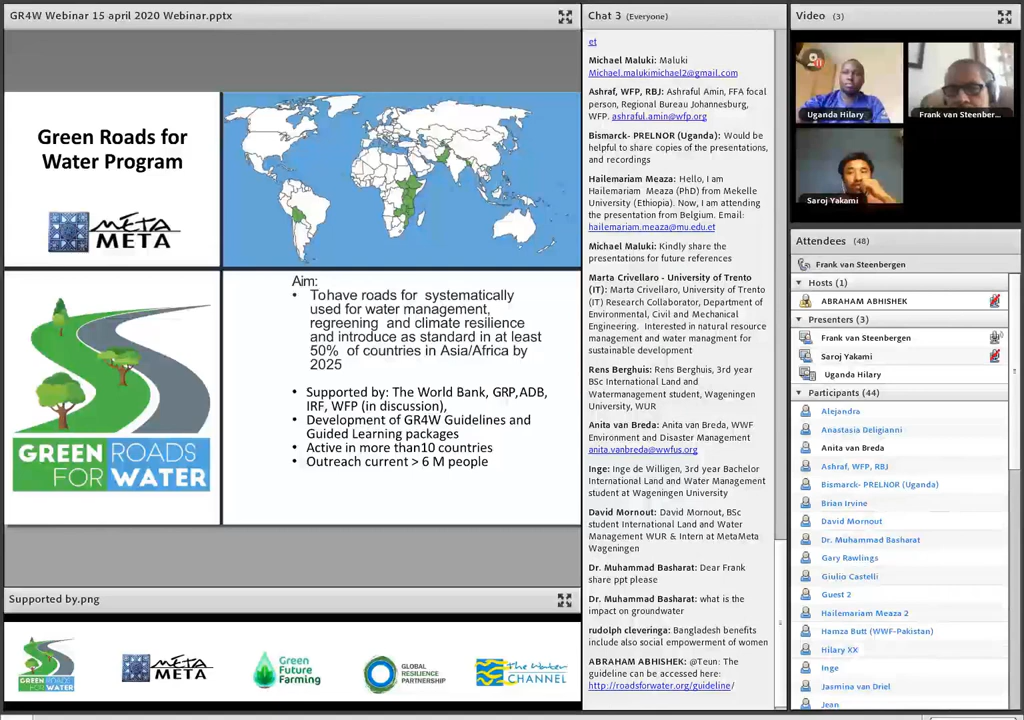 GR4W Webinar 15 april 2020 Webinar.pptx
Green Roads for
Water Program
META
META
Aim:
• Tohave roads for systematically
used for water management,
regreening and climate resilience
and introduce as standard in at least
50% of countries in Asia/Africa by
2025
• Supported by: The World Bank, GRP,ADB,
IRF, WFP (in discussion),
• Development of GR4W Guidelines and
Guided Learning packages
• Active in more than10 countries
• Outreach current > 6 M people
GREEN ROADS
FOR WATER
Supported by.png
GREEN ROADS
FOR WATER
META
META
Green
Future
Farming
GLOBAL
RESILIENCE
PARTNERSHIP
The Water
CHANNEL
Chat 3 (Everyone)
et
Michael Maluki: Maluki
Michael.malukimichael2@gmail.com
Ashraf, WFP, RBJ: Ashraful Amin, FFA focal
person, Regional Bureau Johannesburg,
WFP. ashraful.amin@wfp.org
Bismarck- PRELNOR (Uganda): Would be
helpful to share copies of the presentations,
and recordings
Hailemariam Meaza: Hello, I am
Hailemariam Meaza (PhD) from Mekelle
University (Ethiopia). Now, I am attending
the presentation from Belgium. Email:
hailemariam.meaza@mu.edu.et
Michael Maluki: Kindly share the
presentations for future references
Marta Crivellaro - University of Trento
(IT): Marta Crivellaro, University of Trento
(IT) Research Collaborator, Department of
Environmental, Civil and Mechanical
Engineering. Interested in natural resource
management and water managment for
sustainable development
Rens Berghuis: Rens Berghuis, 3rd year
BSc International Land and
Watermanagement student, Wageningen
University, WUR
Anita van Breda: Anita van Breda, WWF
Environment and Disaster Management
anita.vanbreda@wwfus.org
Inge: Inge de Willigen, 3rd year Bachelor
International Land and Water Management
student at Wageningen University
David Mornout: David Mornout, BSc
student International Land and Water
Management WUR & Intern at MetaMeta
Wageningen
Dr. Muhammad Basharat: Dear Frank
share ppt please
Dr. Muhammad Basharat: what is the
impact on groundwater
rudolph cleveringa: Bangladesh benefits
include also social empowerment of women
ABRAHAM ABHISHEK: @Teun: The
guideline can be accessed here:
http://roadsforwater.org/guideline/
Video (3)
Uganda Hilary
Frank van Steenber...
Saroj Yakami
Attendees (48)
Frank van Steenbergen
Hosts (1)
ABRAHAM ABHISHEK
Presenters (3)
Frank van Steenbergen
Saroj Yakami
Uganda Hilary
Participants (44)
Alejandra
Anastasia Deligianni
Anita van Breda
Ashraf, WFP, RBJ
Bismarck- PRELNOR (Uganda)
Brian Irvine
David Mornout
Dr. Muhammad Basharat
Gary Rawlings
Giulio Castelli
Guest 2
Hailemariam Meaza 2
Hamza Butt (WWF-Pakistan)
Hilary XX
Inge
Jasmina van Driel
Jean